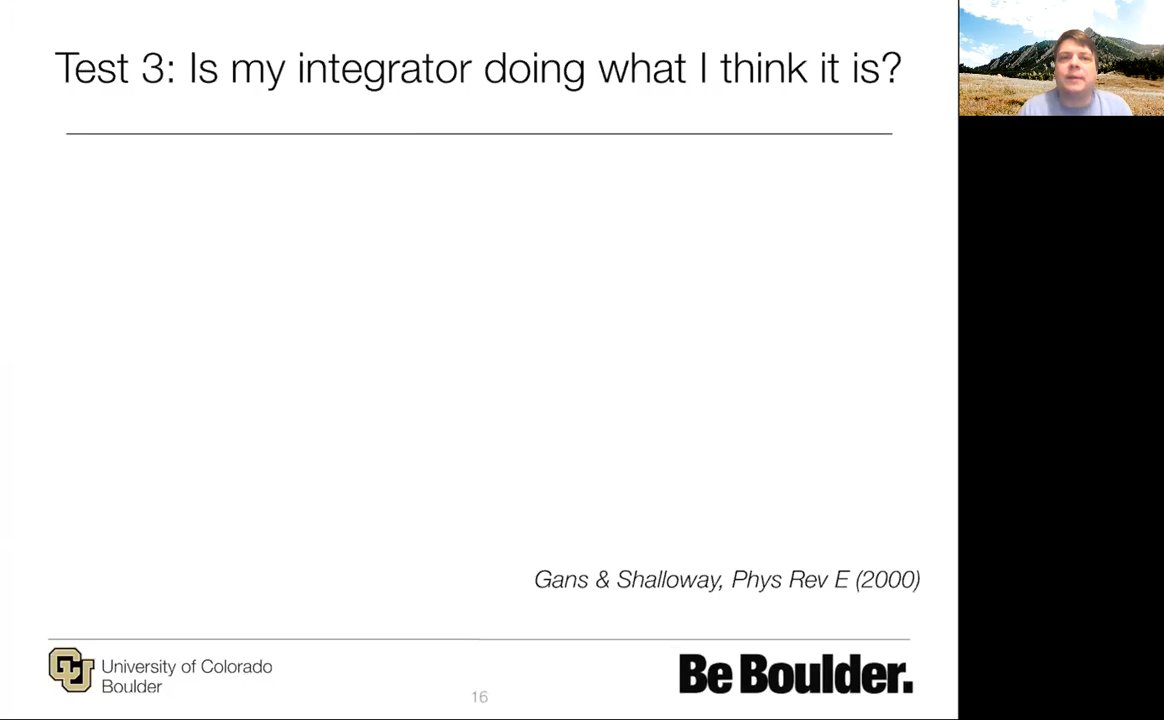 Test 3: Is my integrator doing what I think it is?
Gans & Shalloway, Phys Rev E (2000)
University of Colorado
Boulder
16
Be Boulder.